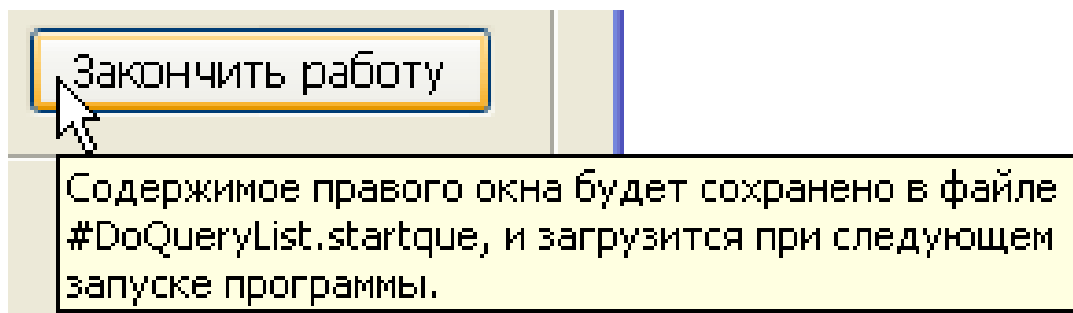 Закончить работу
Содержимое правого окна будет сохранено в файле
#DoQueryList.startque, и загрузится при следующем
запуске программы.